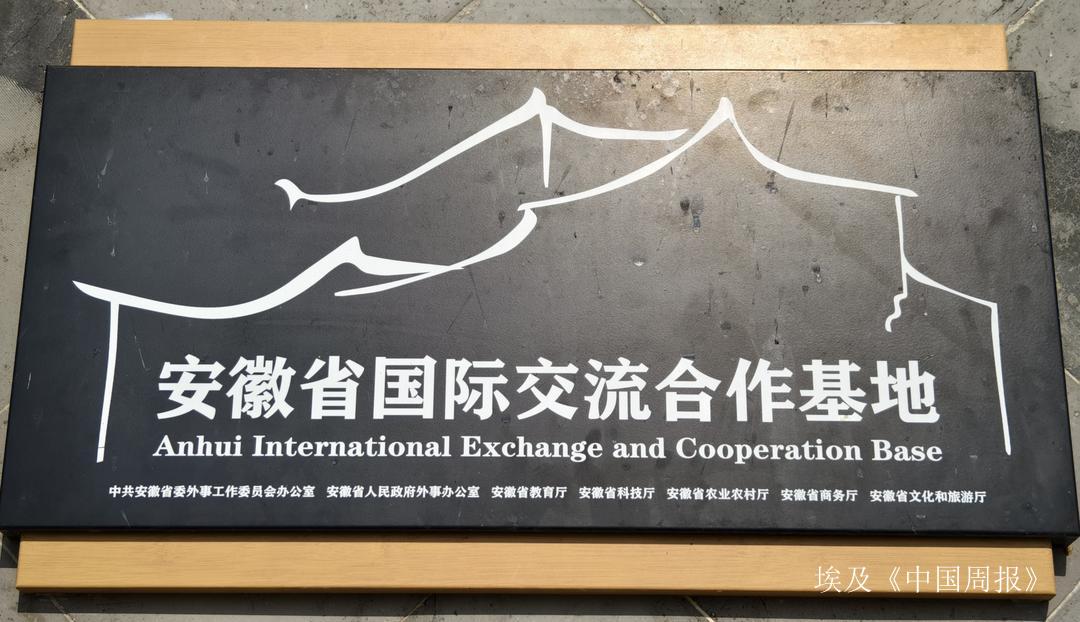 安徽省国际交流合作基地
Anhui International Exchange and Cooperation Base
中共安徽省委外事工作委员会办公室 安徽省人民政府外事办公室 安徽省教育厅 安徽省科技厅 安徽省农业农村厅 安徽省商务厅 安徽省文化和旅游厅
埃及《中国周报》